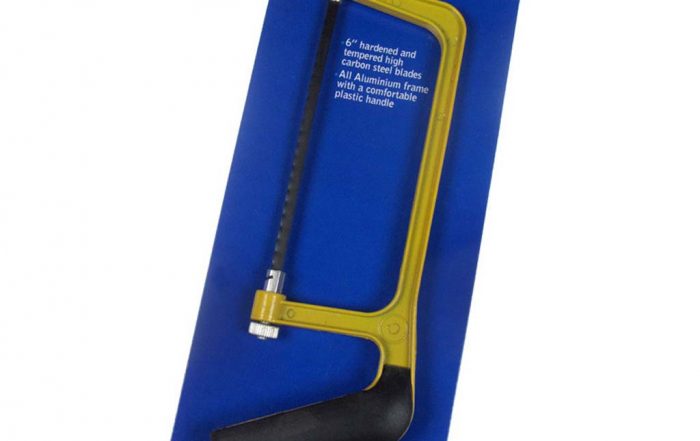 6" hardened and
tempered high
carbon steel blades
All Aluminium frame
with a comfortable
plastic handle